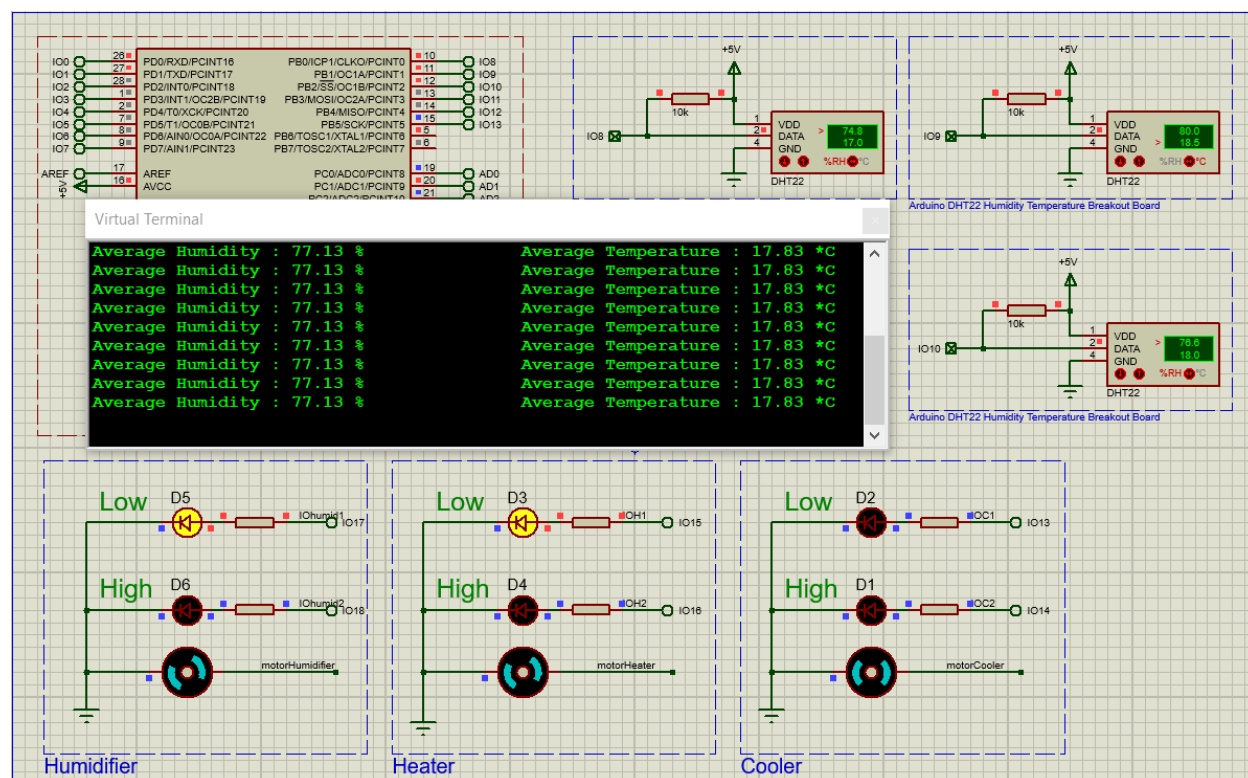 IO0 26 PD0/RXD/PCINT16 PB0/ICP1/CLKO/PCINT0 10 IO8
IO1 27 PD1/TXD/PCINT17 PB1/OC1A/PCINT1 11 IO9
IO2 28 PD2/INT0/PCINT18 PB2/SS/OC1B/PCINT2 12 IO10
IO3 1 PD3/INT1/OC2B/PCINT19 PB3/MOSI/OC2A/PCINT3 13 IO11
IO4 2 PD4/T0/XCK/PCINT20 PB4/MISO/PCINT4 14 IO12
IO5 7 PD5/T1/OC0B/PCINT21 PB5/SCK/PCINT5 15 IO13
IO6 8 PD6/AIN0/OC0A/PCINT22 PB6/TOSC1/XTAL1/PCINT6 5
IO7 9 PD7/AIN1/PCINT23 PB7/TOSC2/XTAL2/PCINT7 6
AREF 17 AREF PC0/ADC0/PCINT8 19 AD0
+5V 16 AVCC PC1/ADC1/PCINT9 20 AD1
PC2/ADC2/PCINT10 21 AD2
+5V
10k
IO8
1 VDD
2 DATA
4 GND
> 74.8
17.0
%RH °C
DHT22
+5V
10k
IO9
1 VDD
2 DATA
4 GND
80.0
> 18.5
%RH °C
DHT22
Arduino DHT22 Humidity Temperature Breakout Board
+5V
10k
IO10
1 VDD
2 DATA
4 GND
> 76.6
18.0
%RH °C
DHT22
Arduino DHT22 Humidity Temperature Breakout Board
Virtual Terminal
Average Humidity : 77.13 % Average Temperature : 17.83 *C
Average Humidity : 77.13 % Average Temperature : 17.83 *C
Average Humidity : 77.13 % Average Temperature : 17.83 *C
Average Humidity : 77.13 % Average Temperature : 17.83 *C
Average Humidity : 77.13 % Average Temperature : 17.83 *C
Average Humidity : 77.13 % Average Temperature : 17.83 *C
Average Humidity : 77.13 % Average Temperature : 17.83 *C
Average Humidity : 77.13 % Average Temperature : 17.83 *C
Average Humidity : 77.13 % Average Temperature : 17.83 *C
Low D5 IOhumid1 IO17
High D6 IOhumid2 IO18
motorHumidifier
Humidifier
Low D3 IOH1 IO15
High D4 IOH2 IO16
motorHeater
Heater
Low D2 IOC1 IO13
High D1 IOC2 IO14
motorCooler
Cooler